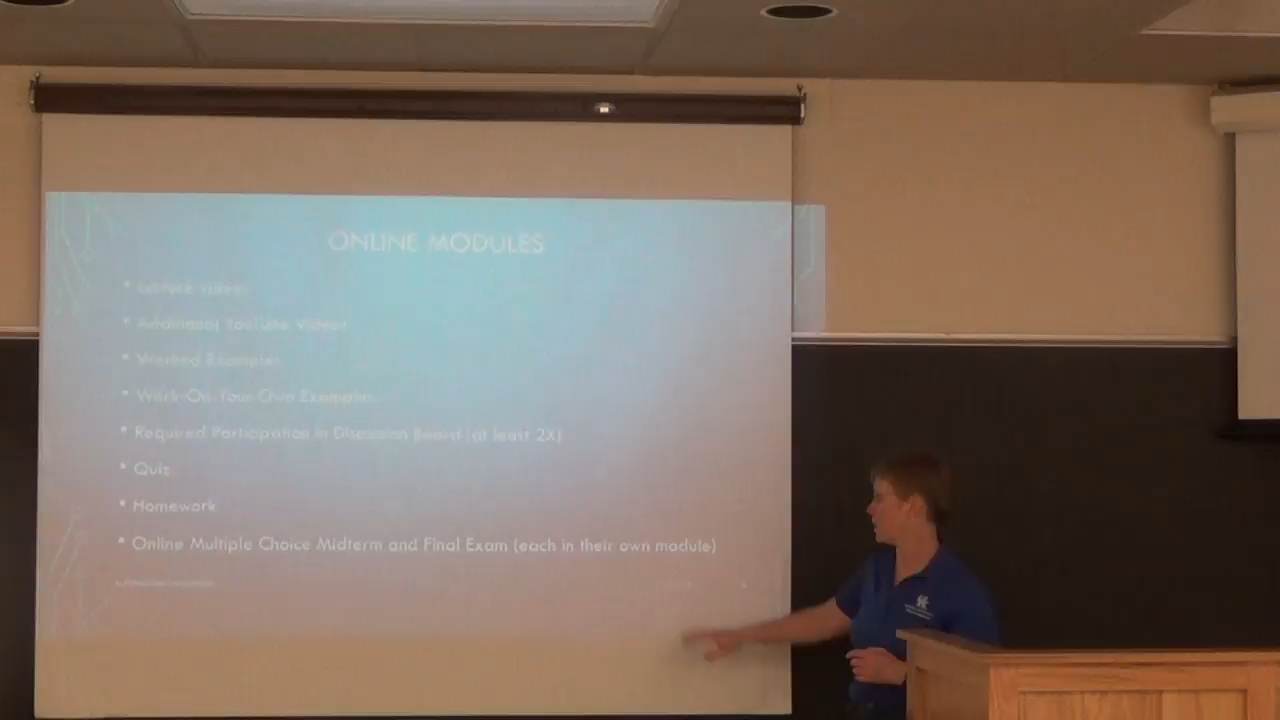 ONLINE MODULES
• Lecture Videos
• Additional YouTube Videos
• Worked Examples
• Work-On-Your-Own Examples
• Required Participation in Discussion Board (at least 2X)
• Quiz
• Homework
• Online Multiple Choice Midterm and Final Exam (each in their own module)
UK